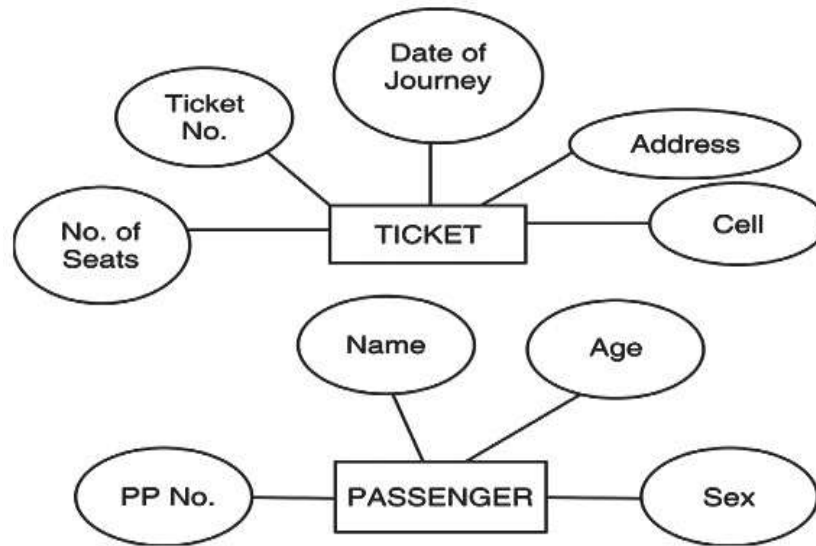 Date of
Journey
Ticket
No.
Address
No. of
Seats
TICKET
Cell
Name
Age
PP No.
PASSENGER
Sex